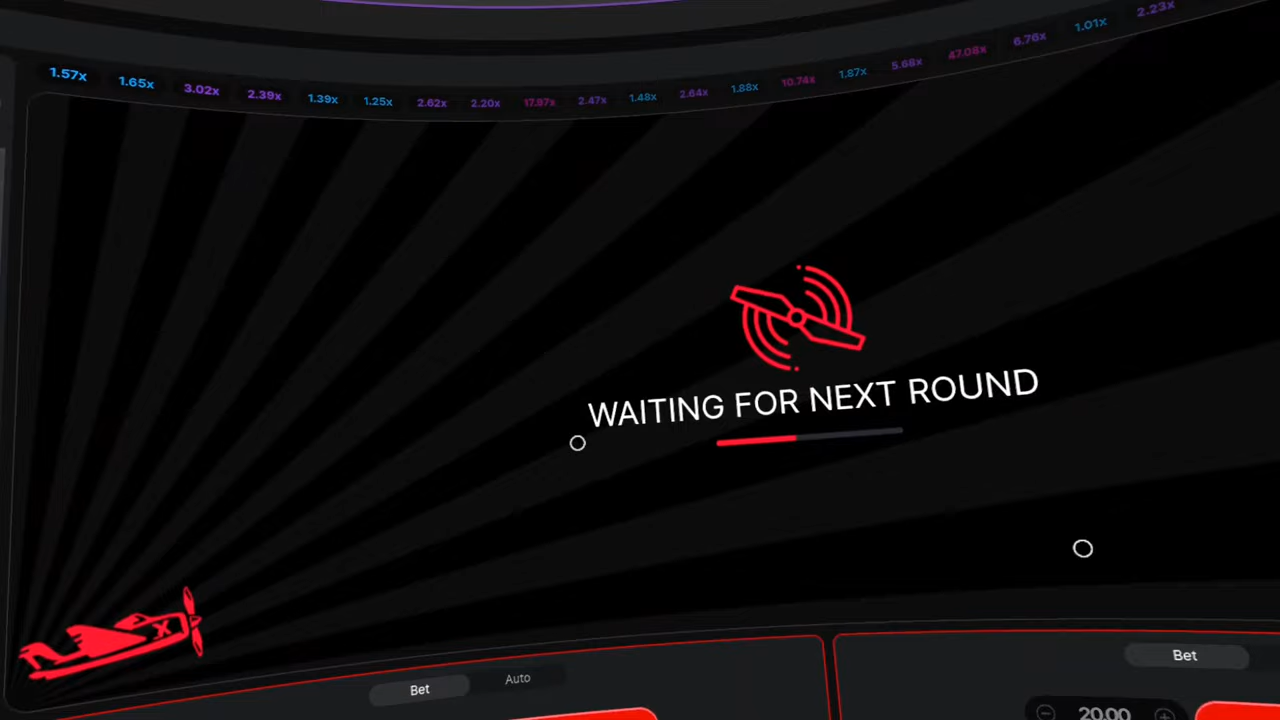 1.57x 1.65x 3.02x 2.39x 1.39x 1.25x 2.62x 2.20x 17.97x 2.47x 1.48x 2.64x 1.88x 10.74x 1.87x 5.68x 47.08x 6.76x 1.01x 2.23x
WAITING FOR NEXT ROUND
X
Bet Auto
Bet
20.00